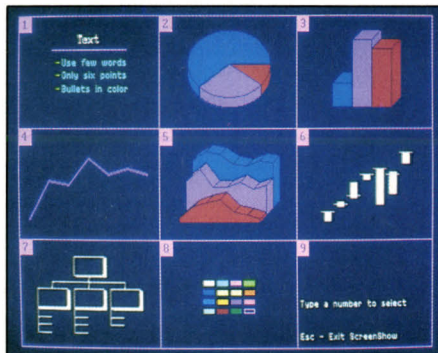 1
Text
Use few words
Only six points
Bullets in color
2
3
4
5
6
7
8
9
Type a number to select
Esc - Exit ScreenShow